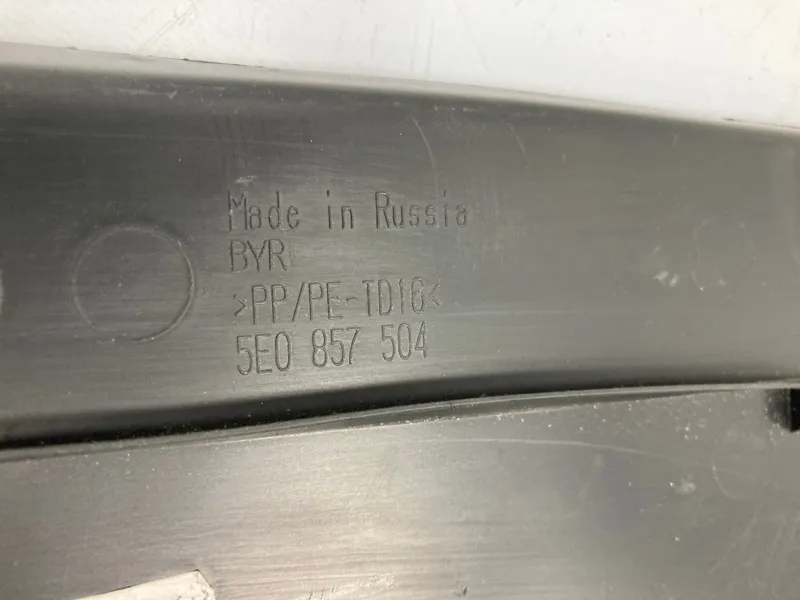 Made in Russia
BYR
>PP/PE-TD16<
5E0 857 504